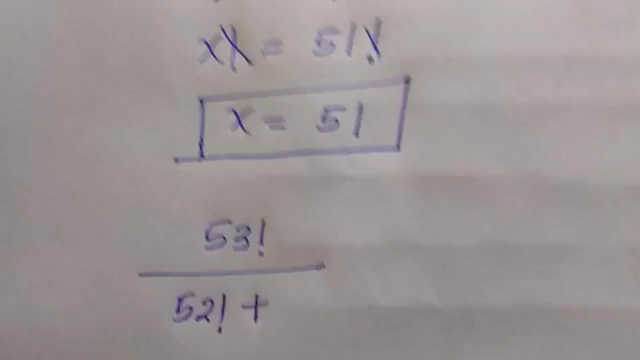 x! = 51!
x = 51
53!
52! +